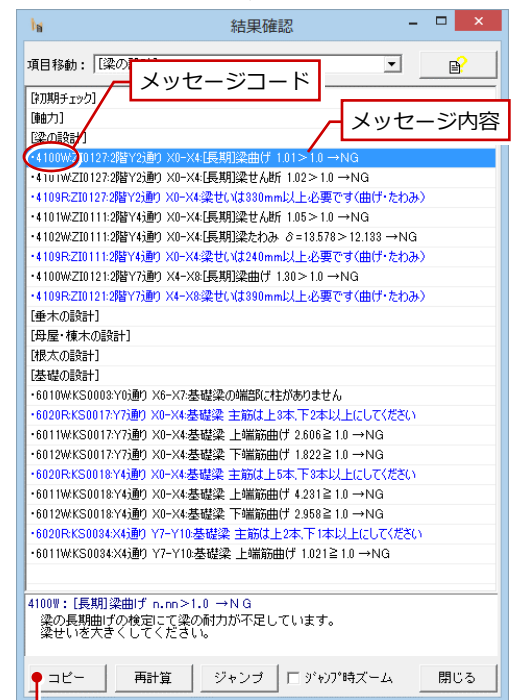 結果確認
項目移動： [梁の
メッセージコード
メッセージ内容
[初期チェック]
[軸力]
[梁の設計]
・4100W:ZI0127:2階Y2通り X0-X4:[長期]梁曲げ 1.01＞1.0 →NG
・4101W:ZI0127:2階Y2通り X0-X4:[長期]梁せん断 1.02＞1.0 →NG
・4109R:ZI0127:2階Y2通り X0-X4:梁せいは330mm以上必要です(曲げ・たわみ)
・4101W:ZI0111:2階Y4通り X0-X4:[長期]梁せん断 1.05＞1.0 →NG
・4102W:ZI0111:2階Y4通り X0-X4:[長期]梁たわみ δ=13.578＞12.133 →NG
・4109R:ZI0111:2階Y4通り X0-X4:梁せいは240mm以上必要です(曲げ・たわみ)
・4100W:ZI0121:2階Y7通り X4-X8:[長期]梁曲げ 1.30＞1.0 →NG
・4109R:ZI0121:2階Y7通り X4-X8:梁せいは390mm以上必要です(曲げ・たわみ)
[垂木の設計]
[母屋・棟木の設計]
[根太の設計]
[基礎の設計]
・6010W:KS0003:Y0通り X6-X7:基礎梁の端部に柱がありません
・6020R:KS0017:Y7通り X0-X4:基礎梁 主筋は上3本､下2本以上にしてください
・6011W:KS0017:Y7通り X0-X4:基礎梁 上端筋曲げ 2.606≧1.0 →NG
・6012W:KS0017:Y7通り X0-X4:基礎梁 下端筋曲げ 1.822≧1.0 →NG
・6020R:KS0018:Y4通り X0-X4:基礎梁 主筋は上5本､下3本以上にしてください
・6011W:KS0018:Y4通り X0-X4:基礎梁 上端筋曲げ 4.231≧1.0 →NG
・6012W:KS0018:Y4通り X0-X4:基礎梁 下端筋曲げ 2.958≧1.0 →NG
・6020R:KS0034:X4通り Y7-Y10:基礎梁 主筋は上2本､下1本以上にしてください
・6011W:KS0034:X4通り Y7-Y10:基礎梁 上端筋曲げ 1.021≧1.0 →NG
4100W：[長期]梁曲げ n.nn>1.0 →ＮＧ
梁の長期曲げの検定にて梁の耐力が不足しています。
梁せいを大きくしてください。
コピー 再計算 ジャンプ ｼﾞｬﾝﾌﾟ時ズーム 閉じる